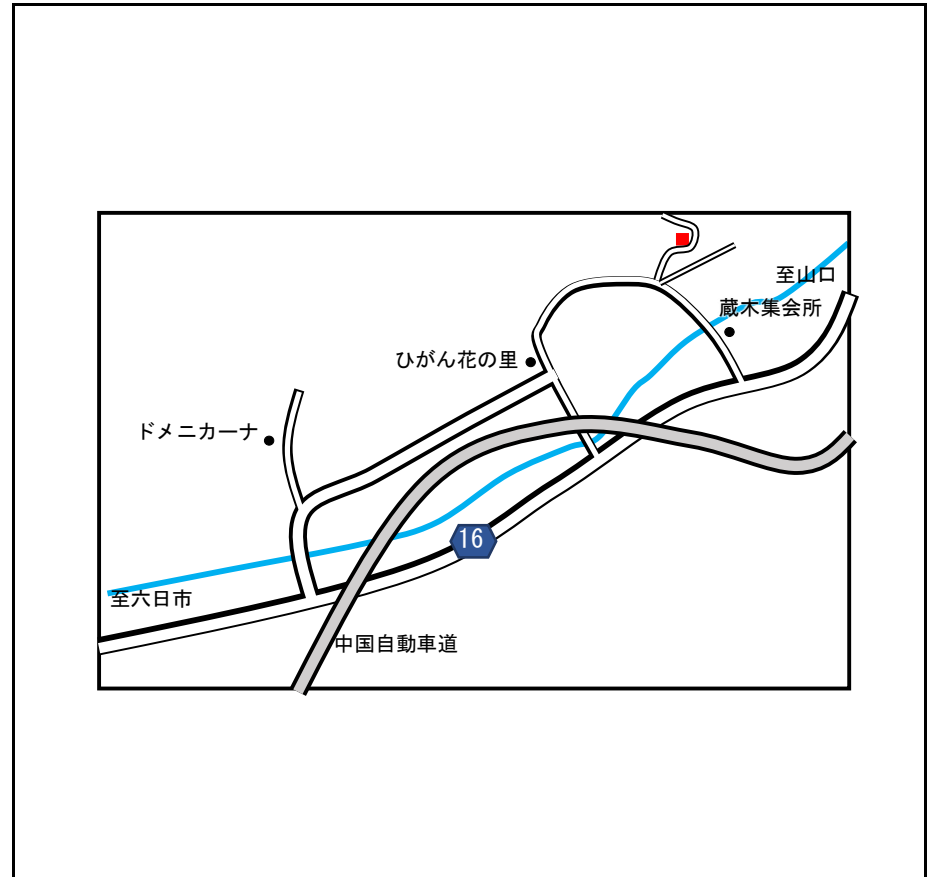 至山口
蔵木集会所
ひがん花の里
ドメニカーナ
16
至六日市
中国自動車道